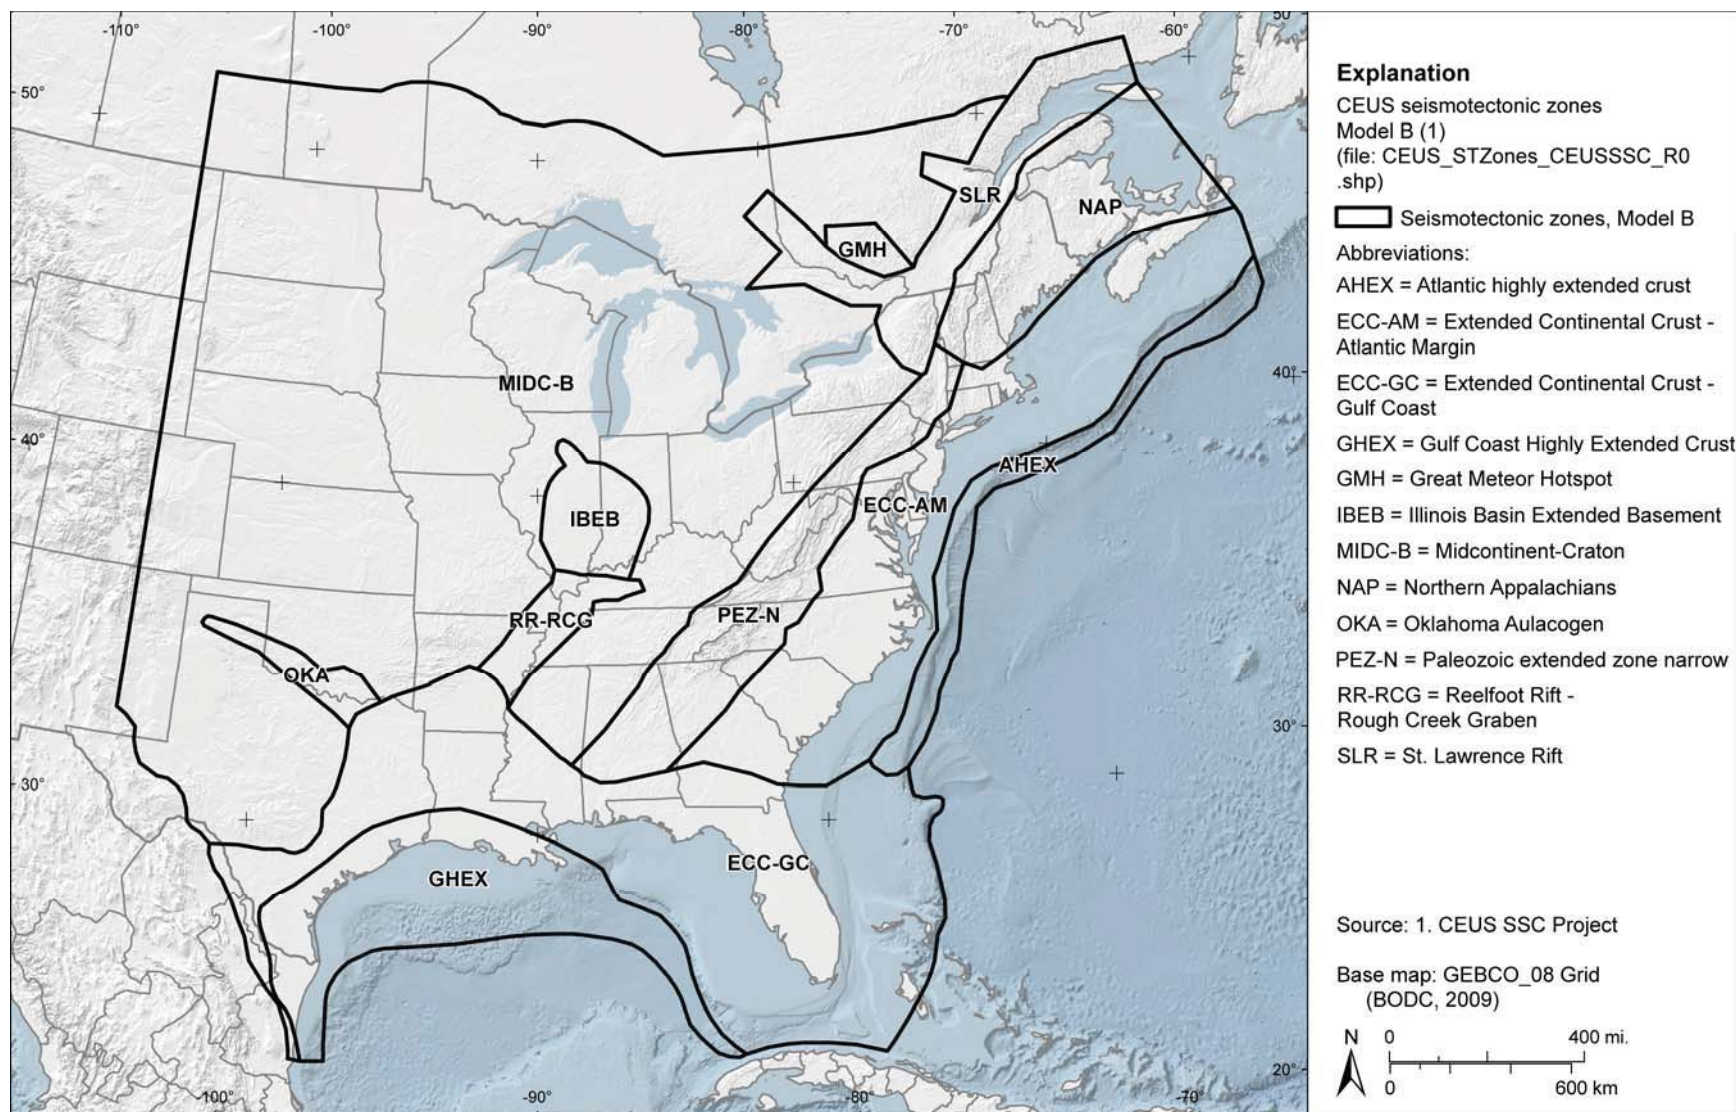 -110°
-100°
-90°
-80°
-70°
-60°
50°
50°
40°
40°
30°
30°
20°
-100°
-90°
-80°
-70°
SLR
NAP
GMH
MIDC-B
AHEX
ECC-AM
IBEB
RR-RCG
PEZ-N
OKA
ECC-GC
GHEX
Explanation
CEUS seismotectonic zones
Model B (1)
(file: CEUS_STZones_CEUSSSC_R0
.shp)
Seismotectonic zones, Model B
Abbreviations:
AHEX = Atlantic highly extended crust
ECC-AM = Extended Continental Crust -
Atlantic Margin
ECC-GC = Extended Continental Crust -
Gulf Coast
GHEX = Gulf Coast Highly Extended Crust
GMH = Great Meteor Hotspot
IBEB = Illinois Basin Extended Basement
MIDC-B = Midcontinent-Craton
NAP = Northern Appalachians
OKA = Oklahoma Aulacogen
PEZ-N = Paleozoic extended zone narrow
RR-RCG = Reelfoot Rift -
Rough Creek Graben
SLR = St. Lawrence Rift
Source: 1. CEUS SSC Project
Base map: GEBCO_08 Grid
(BODC, 2009)
N
0 400 mi.
0 600 km